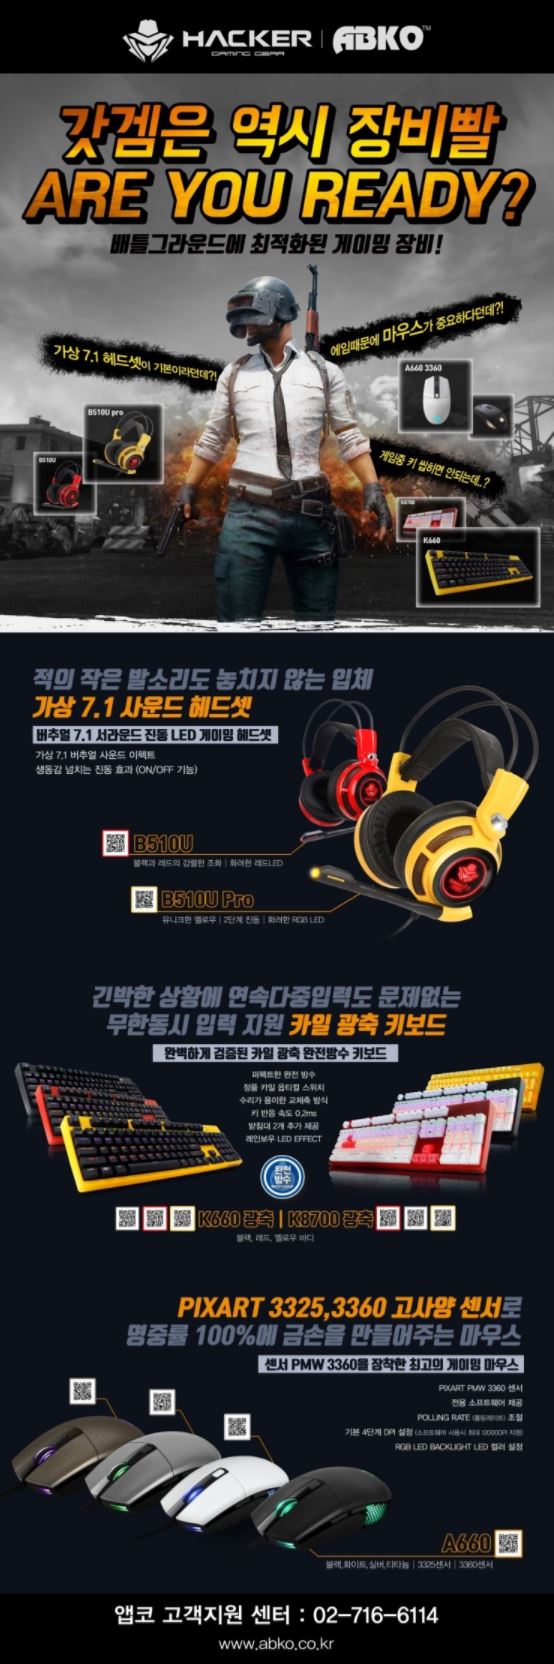 HACKER
GAMING GEAR
ABKO™
갓겜은 역시 장비빨
ARE YOU READY?
배틀그라운드에 최적화된 게이밍 장비!
가상 7.1 헤드셋이 기본이라던데?!
에임때문에 마우스가 중요하다던데?!
A660 3360
B510U pro
B510U
게임중 키 씹히면 안되는데..?
K8700
K660
적의 작은 발소리도 놓치지 않는 입체
가상 7.1 사운드 헤드셋
버추얼 7.1 서라운드 진동 LED 게이밍 헤드셋
가상 7.1 버추얼 사운드 이펙트
생동감 넘치는 진동 효과 (ON/OFF 기능)
B510U
블랙과 레드의 강렬한 조화 | 화려한 레드LED
B510U Pro
유니크한 옐로우 | 2단계 진동 | 화려한 RGB LED
긴박한 상황에 연속다중입력도 문제없는
무한동시 입력 지원 카일 광축 키보드
완벽하게 검증된 카일 광축 완전방수 키보드
퍼펙트한 완전 방수
정품 카일 옵티컬 스위치
수리가 용이한 교체축 방식
키 반응 속도 0.2ms
받침대 2개 추가 제공
레인보우 LED EFFECT
완전
방수
K660 광축 | K8700 광축
블랙, 레드, 옐로우 바디
PIXART 3325,3360 고사양 센서로
명중률 100%에 금손을 만들어주는 마우스
센서 PMW 3360을 장착한 최고의 게이밍 마우스
PIXART PMW 3360 센서
전용 소프트웨어 제공
POLLING RATE (폴링레이트) 조절
기본 4단계 DPI 설정 (소프트웨어 사용시 최대 12000DPI 지원)
RGB LED BACKLIGHT LED 컬러 설정
A660
블랙,화이트,실버,티타늄 | 3325센서 | 3360센서
앱코 고객지원 센터 : 02-716-6114
www.abko.co.kr